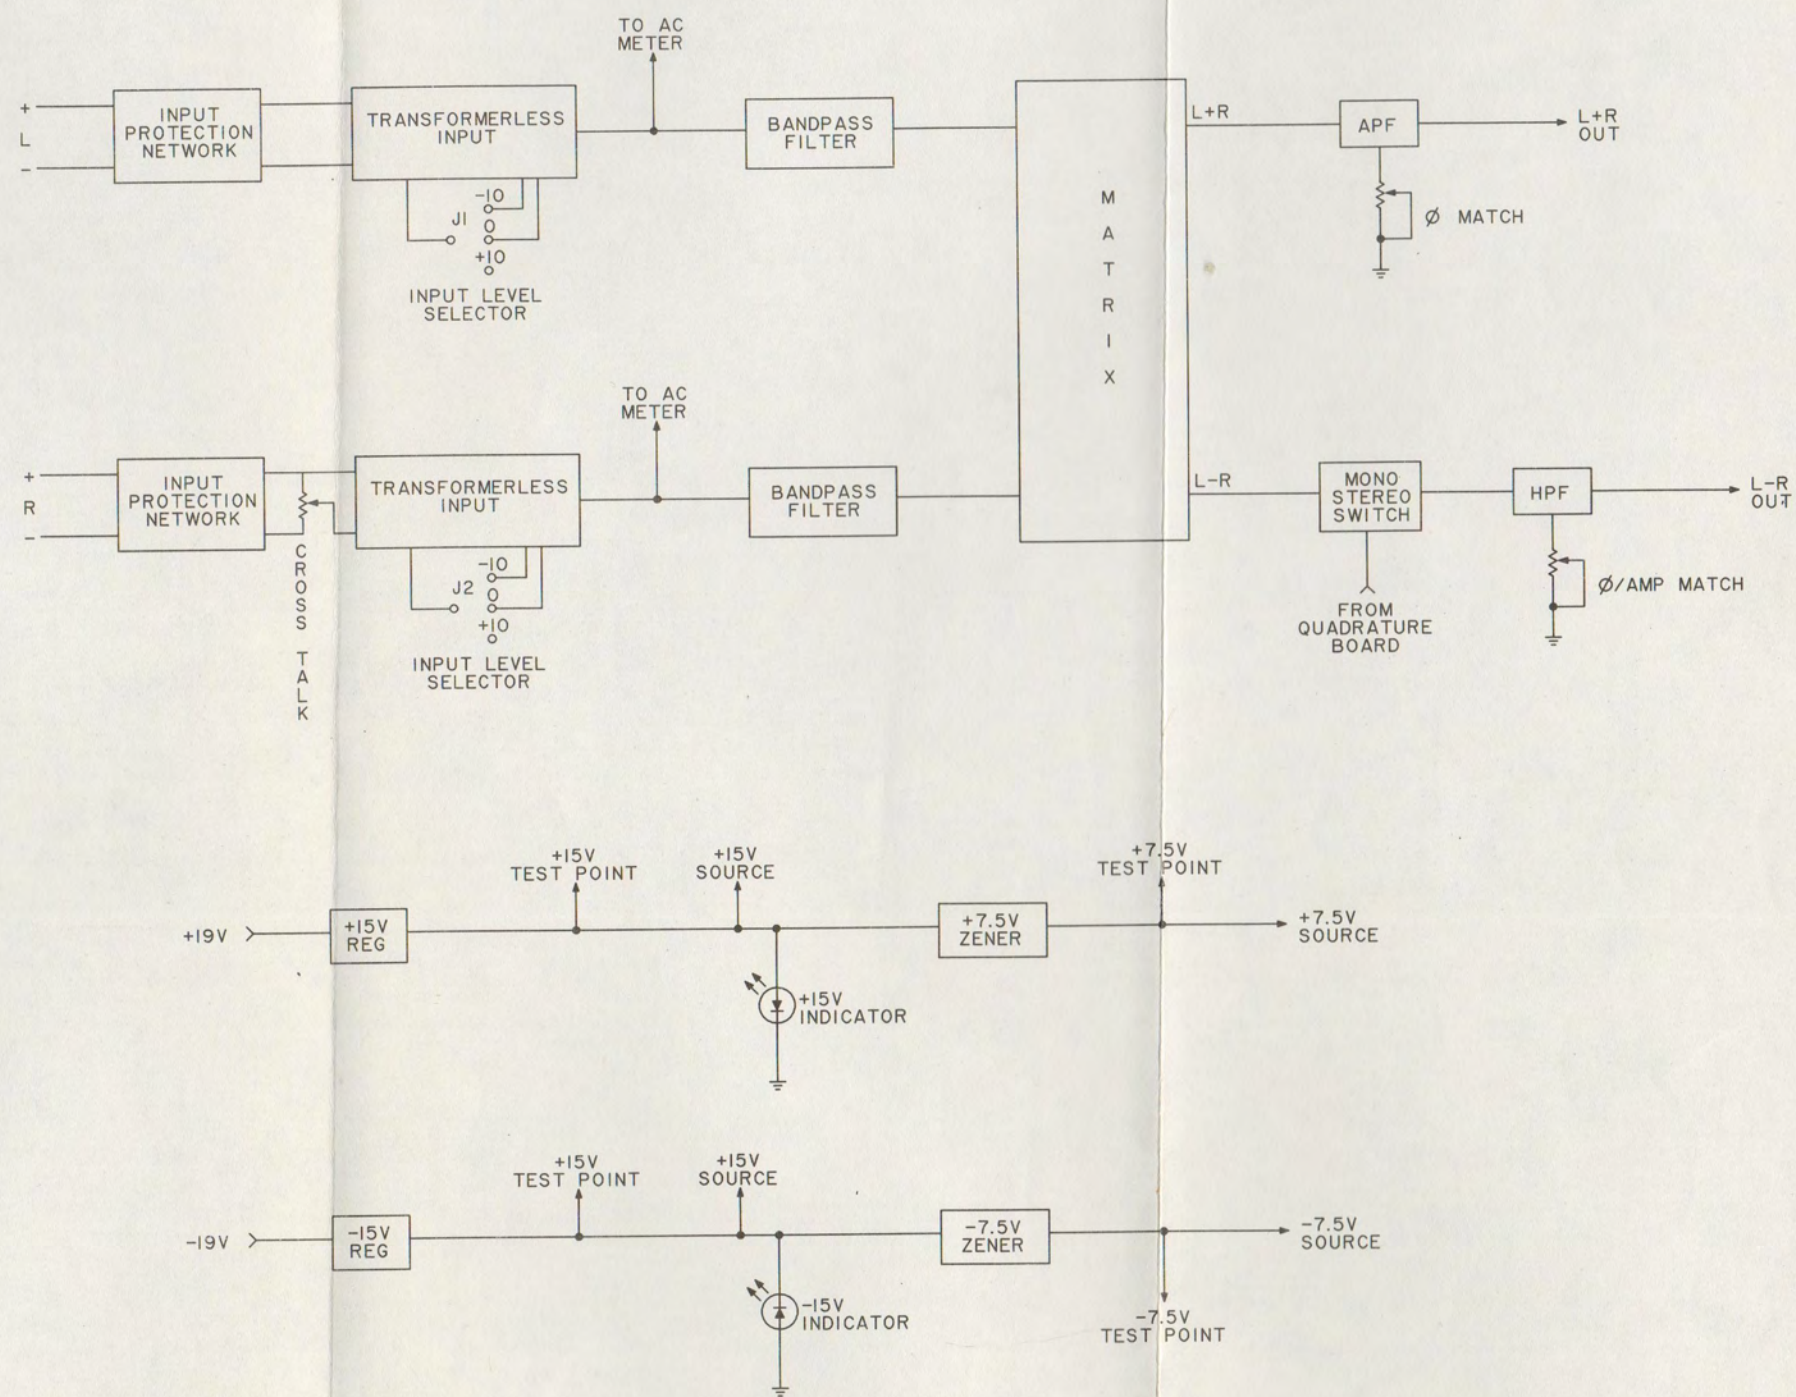 TO AC
METER
+
L
-
INPUT
PROTECTION
NETWORK
TRANSFORMERLESS
INPUT
-10
J1
0
+10
INPUT LEVEL
SELECTOR
BANDPASS
FILTER
M
A
T
R
I
X
L+R
APF
L+R
OUT
Ø MATCH
TO AC
METER
+
R
-
INPUT
PROTECTION
NETWORK
CROSS TALK
TRANSFORMERLESS
INPUT
-10
J2
0
+10
INPUT LEVEL
SELECTOR
BANDPASS
FILTER
L-R
MONO
STEREO
SWITCH
FROM
QUADRATURE
BOARD
HPF
L-R
OUT
Ø/AMP MATCH
+15V
TEST POINT
+15V
SOURCE
+7.5V
TEST POINT
+19V
+15V
REG
+7.5V
ZENER
+7.5V
SOURCE
+15V
INDICATOR
+15V
TEST POINT
+15V
SOURCE
-19V
-15V
REG
-7.5V
ZENER
-7.5V
SOURCE
-15V
INDICATOR
-7.5V
TEST POINT